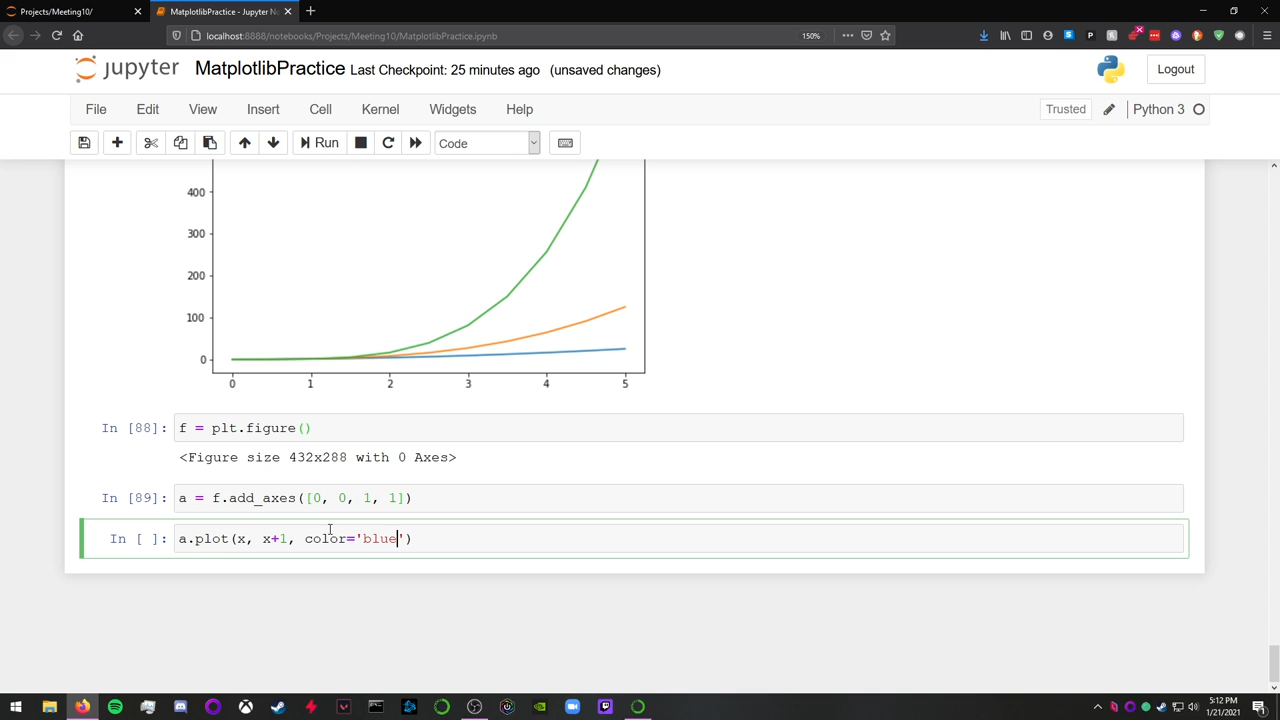 Projects/Meeting10/
MatplotlibPractice - Jupyter No
localhost:8888/notebooks/Projects/Meeting10/MatplotlibPractice.ipynb
150%
jupyter MatplotlibPractice Last Checkpoint: 25 minutes ago (unsaved changes)
Logout
File Edit View Insert Cell Kernel Widgets Help
Trusted Python 3
Run Code
400
300
200
100
0
0 1 2 3 4 5
In [88]: f = plt.figure()
<Figure size 432x288 with 0 Axes>
In [89]: a = f.add_axes([0, 0, 1, 1])
In [ ]: a.plot(x, x+1, color='blue')
5:12 PM
1/21/2021